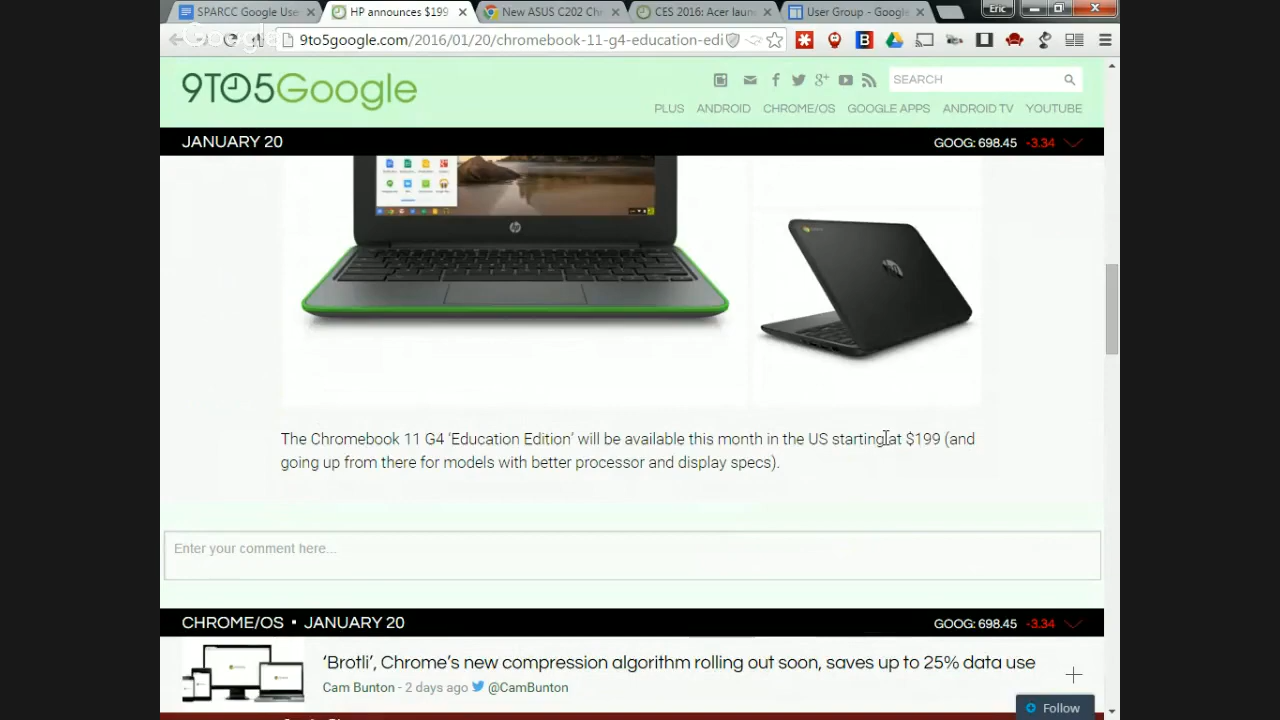 SPARCC Google Use
HP announces $199
New ASUS C202 Chr
CES 2016: Acer laun
User Group - Google
Eric
9to5google.com/2016/01/20/chromebook-11-g4-education-edi
9TO5Google
SEARCH
PLUS ANDROID CHROME/OS GOOGLE APPS ANDROID TV YOUTUBE
JANUARY 20
GOOG: 698.45 -3.34
The Chromebook 11 G4 ‘Education Edition’ will be available this month in the US starting at $199 (and
going up from there for models with better processor and display specs).
Enter your comment here...
CHROME/OS • JANUARY 20
GOOG: 698.45 -3.34
‘Brotli’, Chrome’s new compression algorithm rolling out soon, saves up to 25% data use
Cam Bunton - 2 days ago @CamBunton
Follow